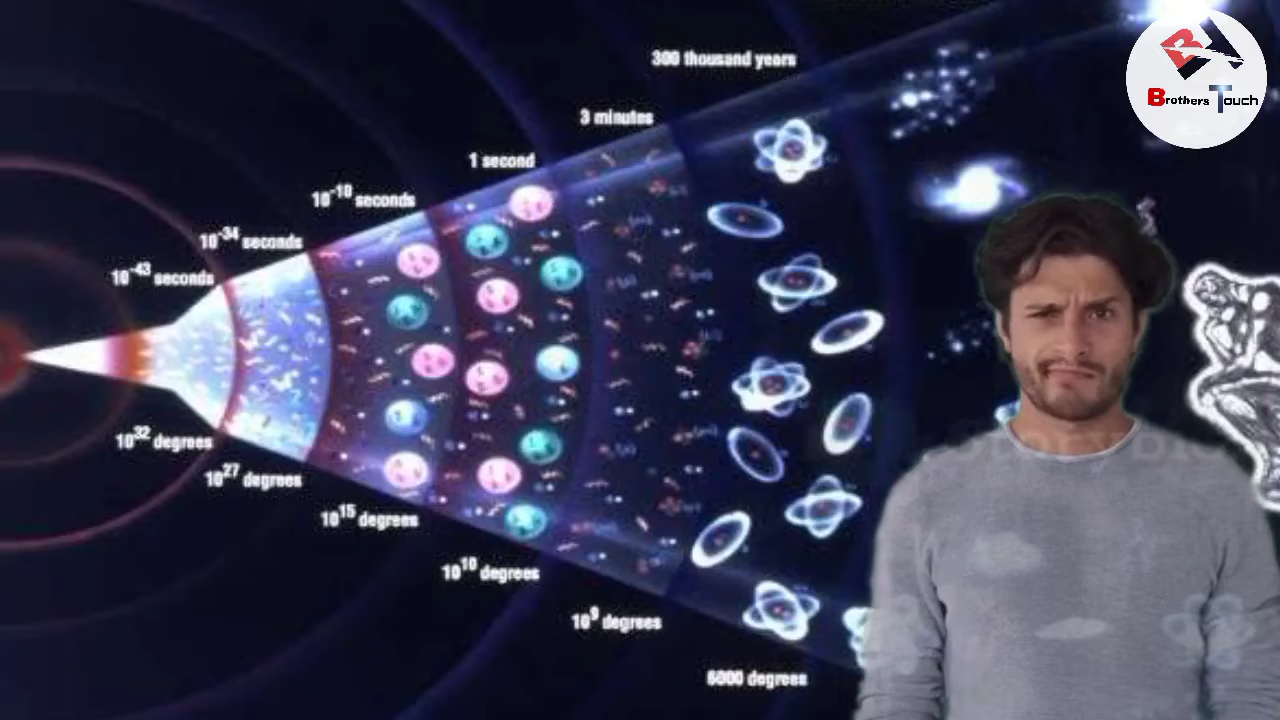 300 thousand years
3 minutes
1 second
10⁻¹⁰ seconds
10⁻³⁴ seconds
10⁻⁴³ seconds
10³² degrees
10²⁷ degrees
10¹⁵ degrees
10¹⁰ degrees
10⁹ degrees
6000 degrees
Brothers Touch